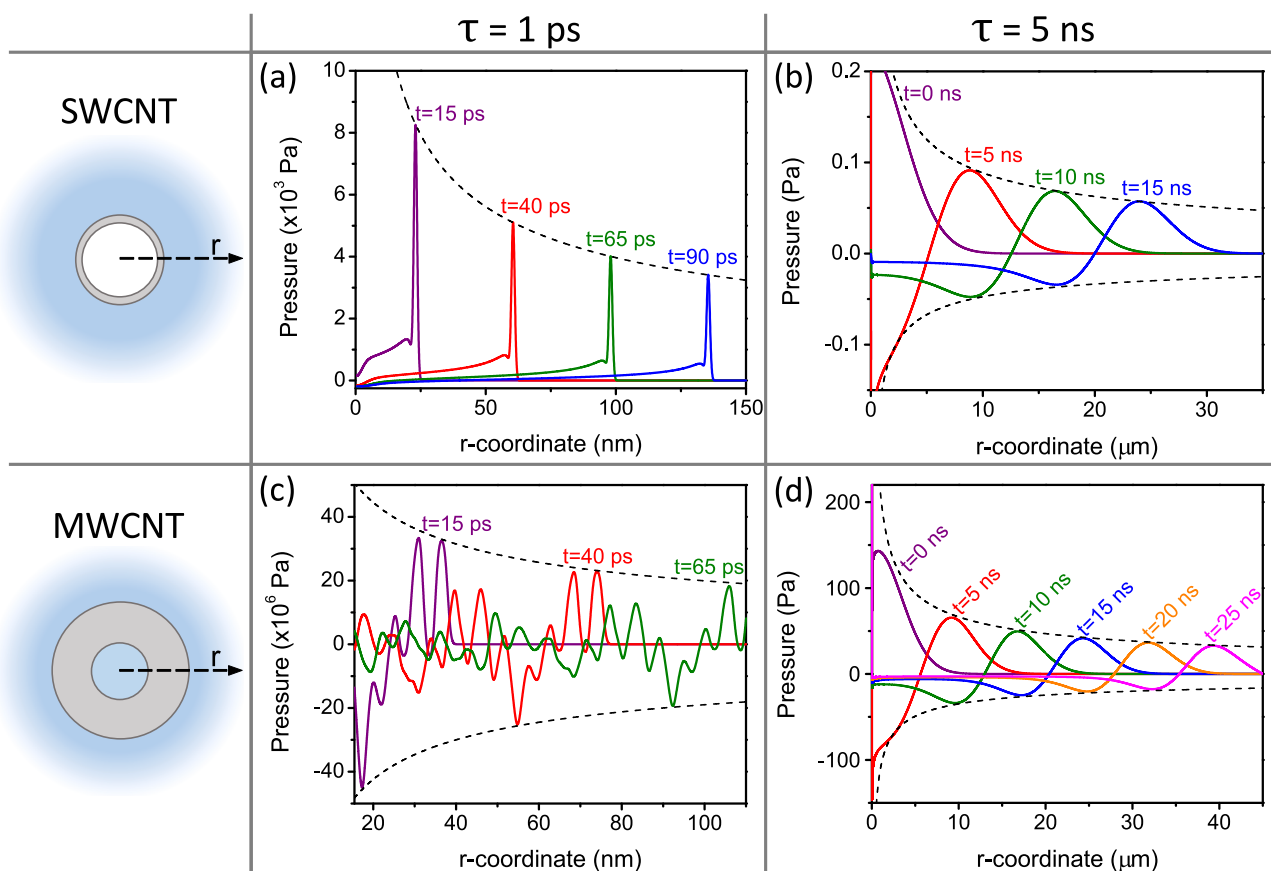 τ = 1 ps
τ = 5 ns
SWCNT
r
(a)
10
8
6
4
2
0
Pressure (x10³ Pa)
t=15 ps
t=40 ps
t=65 ps
t=90 ps
0 50 100 150
r-coordinate (nm)
(b)
0.2
0.1
0.0
-0.1
Pressure (Pa)
t=0 ns
t=5 ns
t=10 ns
t=15 ns
0 10 20 30
r-coordinate (μm)
MWCNT
r
(c)
40
20
0
-20
-40
Pressure (x10⁶ Pa)
t=15 ps
t=40 ps
t=65 ps
20 40 60 80 100
r-coordinate (nm)
(d)
200
100
0
-100
Pressure (Pa)
t=0 ns
t=5 ns
t=10 ns
t=15 ns
t=20 ns
t=25 ns
0 10 20 30 40
r-coordinate (μm)